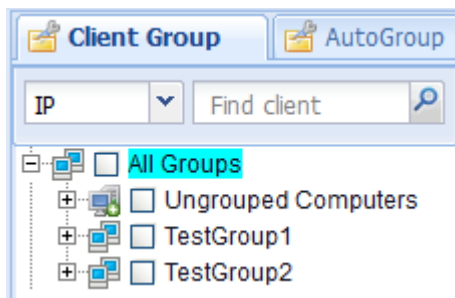 Client Group AutoGroup
IP Find client
All Groups
Ungrouped Computers
TestGroup1
TestGroup2